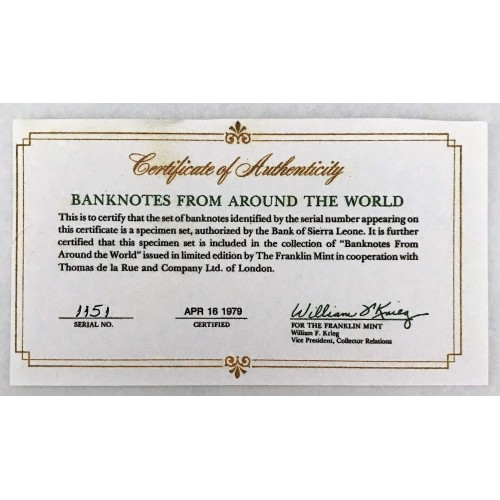 Certificate of Authenticity
BANKNOTES FROM AROUND THE WORLD
This is to certify that the set of banknotes identified by the serial number appearing on
this certificate is a specimen set, authorized by the Bank of Sierra Leone. It is further
certified that this specimen set is included in the collection of "Banknotes From
Around the World" issued in limited edition by The Franklin Mint in cooperation with
Thomas de la Rue and Company Ltd. of London.
1151 APR 16 1979 William F. Krieg
SERIAL NO. CERTIFIED FOR THE FRANKLIN MINT
William F. Krieg
Vice President, Collector Relations